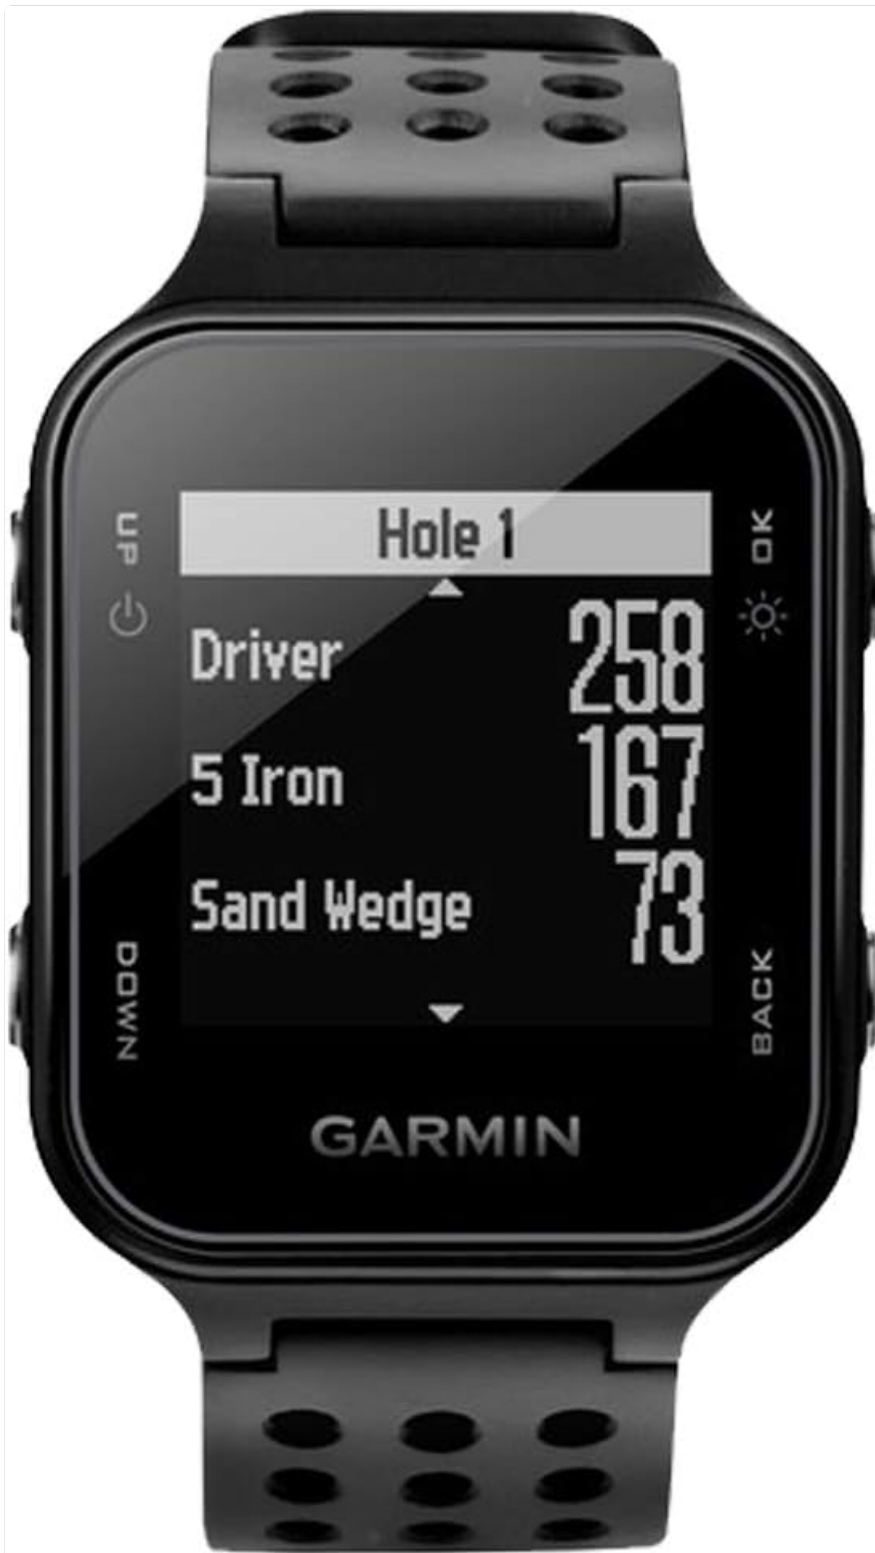 Hole 1
UP
OK
Driver 258
5 Iron 167
Sand Wedge 73
DOWN
BACK
GARMIN